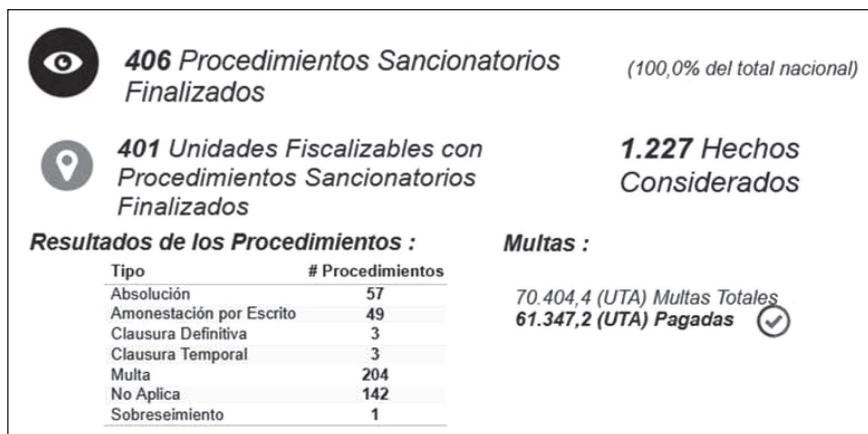 406 Procedimientos Sancionatorios
Finalizados
(100,0% del total nacional)
401 Unidades Fiscalizables con
Procedimientos Sancionatorios
Finalizados
1.227 Hechos
Considerados
Resultados de los Procedimientos :
Tipo # Procedimientos
Absolución 57
Amonestación por Escrito 49
Clausura Definitiva 3
Clausura Temporal 3
Multa 204
No Aplica 142
Sobreseimiento 1
Multas :
70.404,4 (UTA) Multas Totales
61.347,2 (UTA) Pagadas